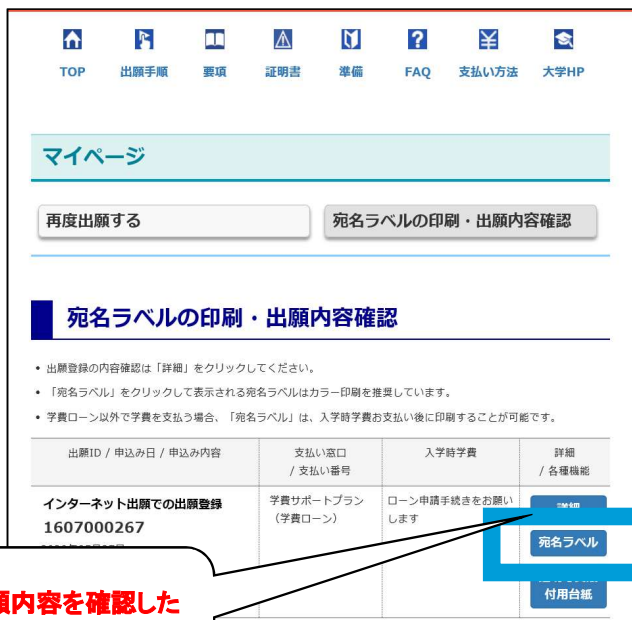 TOP 出願手順 要項 証明書 準備 FAQ 支払い方法 大学HP
マイページ
再度出願する 宛名ラベルの印刷・出願内容確認
宛名ラベルの印刷・出願内容確認
• 出願登録の内容確認は「詳細」をクリックしてください。
• 「宛名ラベル」をクリックして表示される宛名ラベルはカラー印刷を推奨しています。
• 学費ローン以外で学費を支払う場合、「宛名ラベル」は、入学時学費お支払い後に印刷することが可能です。
出願ID / 申込み日 / 申込み内容 支払い窓口 入学時学費 詳細
/ 支払い番号 / 各種機能
インターネット出願での出願登録 学費サポートプラン ローン申請手続きをお願い 詳細
1607000267 （学費ローン） します
宛名ラベル
付用台紙
願内容を確認した